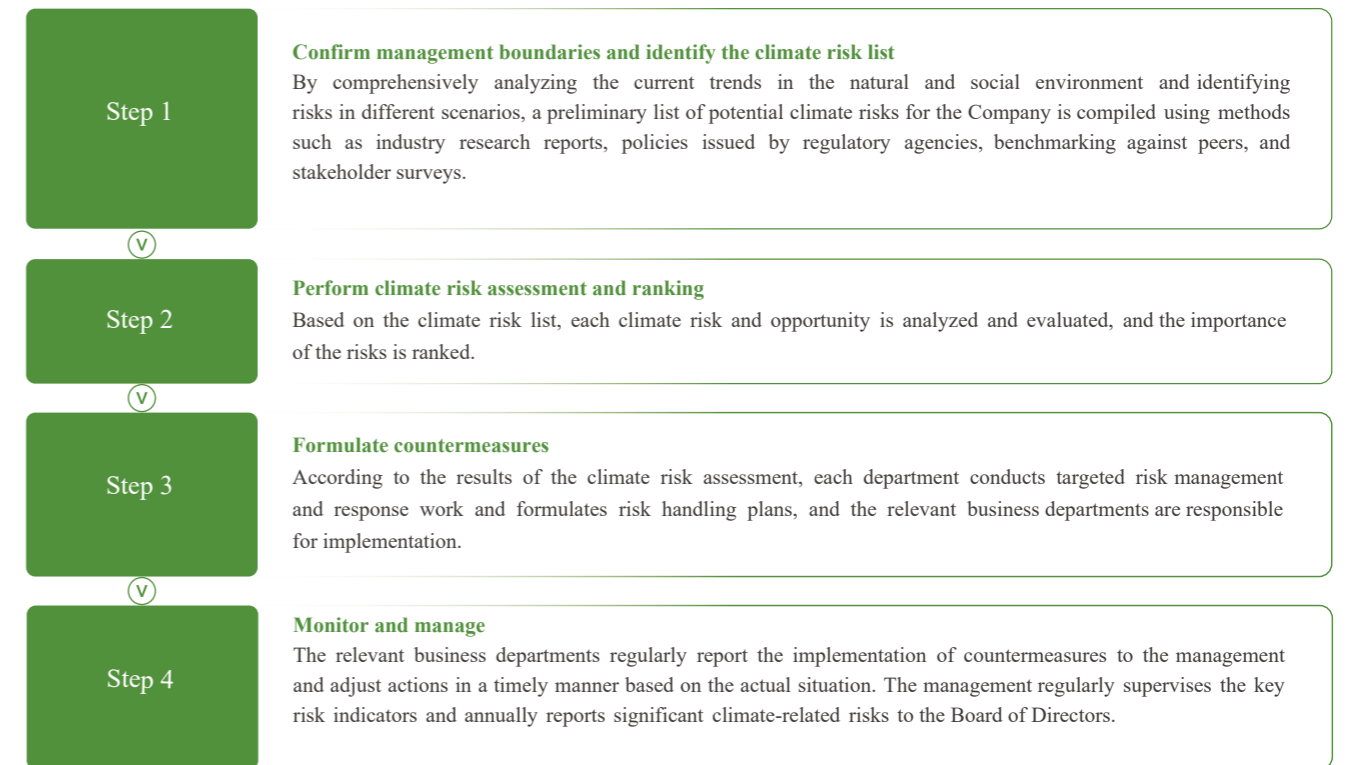 Step 1
Confirm management boundaries and identify the climate risk list
By comprehensively analyzing the current trends in the natural and social environment and identifying
risks in different scenarios, a preliminary list of potential climate risks for the Company is compiled using methods
such as industry research reports, policies issued by regulatory agencies, benchmarking against peers, and
stakeholder surveys.
V
Step 2
Perform climate risk assessment and ranking
Based on the climate risk list, each climate risk and opportunity is analyzed and evaluated, and the importance
of the risks is ranked.
V
Step 3
Formulate countermeasures
According to the results of the climate risk assessment, each department conducts targeted risk management
and response work and formulates risk handling plans, and the relevant business departments are responsible
for implementation.
V
Step 4
Monitor and manage
The relevant business departments regularly report the implementation of countermeasures to the management
and adjust actions in a timely manner based on the actual situation. The management regularly supervises the key
risk indicators and annually reports significant climate-related risks to the Board of Directors.